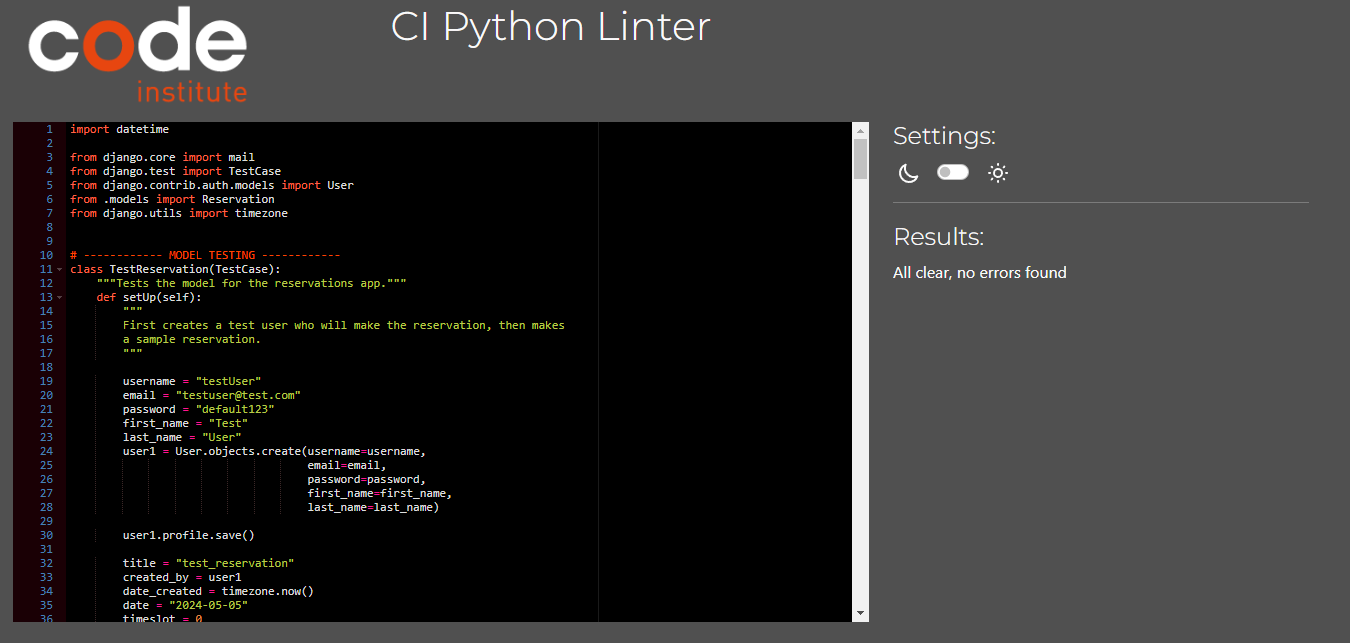 code
institute
CI Python Linter
1 import datetime
2
3 from django.core import mail
4 from django.test import TestCase
5 from django.contrib.auth.models import User
6 from .models import Reservation
7 from django.utils import timezone
8
9
10 # ------------ MODEL TESTING ------------
11 class TestReservation(TestCase):
12     """Tests the model for the reservations app."""
13     def setUp(self):
14         """
15         First creates a test user who will make the reservation, then makes
16         a sample reservation.
17         """
18
19         username = "testUser"
20         email = "testuser@test.com"
21         password = "default123"
22         first_name = "Test"
23         last_name = "User"
24         user1 = User.objects.create(username=username,
25                                     email=email,
26                                     password=password,
27                                     first_name=first_name,
28                                     last_name=last_name)
29
30         user1.profile.save()
31
32         title = "test_reservation"
33         created_by = user1
34         date_created = timezone.now()
35         date = "2024-05-05"
36         timeslot = 0
Settings:
Results:
All clear, no errors found